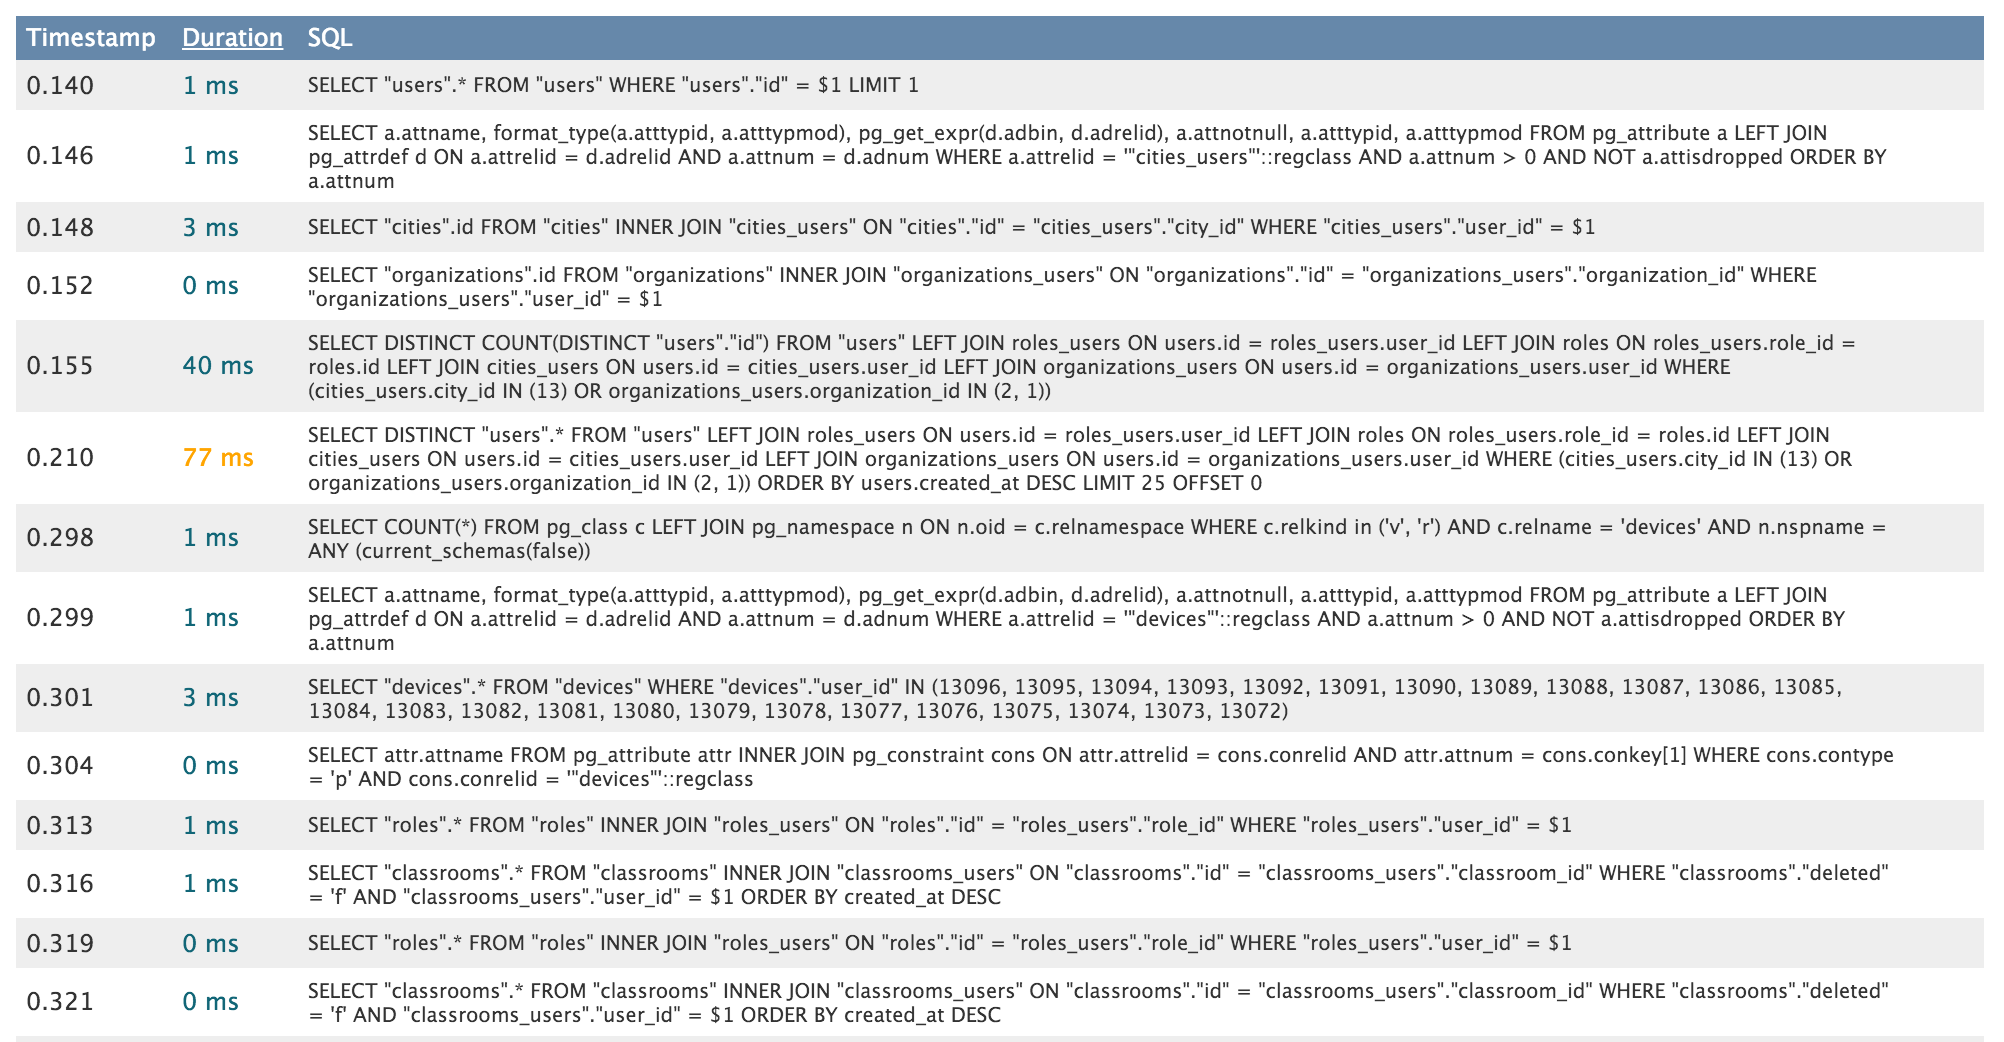 Timestamp Duration SQL
0.140 1 ms SELECT "users".* FROM "users" WHERE "users"."id" = $1 LIMIT 1
0.146 1 ms SELECT a.attname, format_type(a.atttypid, a.atttypmod), pg_get_expr(d.adbin, d.adrelid), a.attnotnull, a.atttypid, a.atttypmod FROM pg_attribute a LEFT JOIN
pg_attrdef d ON a.attrelid = d.adrelid AND a.attnum = d.adnum WHERE a.attrelid = '"cities_users"'::regclass AND a.attnum > 0 AND NOT a.attisdropped ORDER BY
a.attnum
0.148 3 ms SELECT "cities".id FROM "cities" INNER JOIN "cities_users" ON "cities"."id" = "cities_users"."city_id" WHERE "cities_users"."user_id" = $1
0.152 0 ms SELECT "organizations".id FROM "organizations" INNER JOIN "organizations_users" ON "organizations"."id" = "organizations_users"."organization_id" WHERE
"organizations_users"."user_id" = $1
0.155 40 ms SELECT DISTINCT COUNT(DISTINCT "users"."id") FROM "users" LEFT JOIN roles_users ON users.id = roles_users.user_id LEFT JOIN roles ON roles_users.role_id =
roles.id LEFT JOIN cities_users ON users.id = cities_users.user_id LEFT JOIN organizations_users ON users.id = organizations_users.user_id WHERE
(cities_users.city_id IN (13) OR organizations_users.organization_id IN (2, 1))
0.210 77 ms SELECT DISTINCT "users".* FROM "users" LEFT JOIN roles_users ON users.id = roles_users.user_id LEFT JOIN roles ON roles_users.role_id = roles.id LEFT JOIN
cities_users ON users.id = cities_users.user_id LEFT JOIN organizations_users ON users.id = organizations_users.user_id WHERE (cities_users.city_id IN (13) OR
organizations_users.organization_id IN (2, 1)) ORDER BY users.created_at DESC LIMIT 25 OFFSET 0
0.298 1 ms SELECT COUNT(*) FROM pg_class c LEFT JOIN pg_namespace n ON n.oid = c.relnamespace WHERE c.relkind in ('v', 'r') AND c.relname = 'devices' AND n.nspname =
ANY (current_schemas(false))
0.299 1 ms SELECT a.attname, format_type(a.atttypid, a.atttypmod), pg_get_expr(d.adbin, d.adrelid), a.attnotnull, a.atttypid, a.atttypmod FROM pg_attribute a LEFT JOIN
pg_attrdef d ON a.attrelid = d.adrelid AND a.attnum = d.adnum WHERE a.attrelid = '"devices"'::regclass AND a.attnum > 0 AND NOT a.attisdropped ORDER BY
a.attnum
0.301 3 ms SELECT "devices".* FROM "devices" WHERE "devices"."user_id" IN (13096, 13095, 13094, 13093, 13092, 13091, 13090, 13089, 13088, 13087, 13086, 13085,
13084, 13083, 13082, 13081, 13080, 13079, 13078, 13077, 13076, 13075, 13074, 13073, 13072)
0.304 0 ms SELECT attr.attname FROM pg_attribute attr INNER JOIN pg_constraint cons ON attr.attrelid = cons.conrelid AND attr.attnum = cons.conkey[1] WHERE cons.contype
= 'p' AND cons.conrelid = '"devices"'::regclass
0.313 1 ms SELECT "roles".* FROM "roles" INNER JOIN "roles_users" ON "roles"."id" = "roles_users"."role_id" WHERE "roles_users"."user_id" = $1
0.316 1 ms SELECT "classrooms".* FROM "classrooms" INNER JOIN "classrooms_users" ON "classrooms"."id" = "classrooms_users"."classroom_id" WHERE "classrooms"."deleted"
= 'f' AND "classrooms_users"."user_id" = $1 ORDER BY created_at DESC
0.319 0 ms SELECT "roles".* FROM "roles" INNER JOIN "roles_users" ON "roles"."id" = "roles_users"."role_id" WHERE "roles_users"."user_id" = $1
0.321 0 ms SELECT "classrooms".* FROM "classrooms" INNER JOIN "classrooms_users" ON "classrooms"."id" = "classrooms_users"."classroom_id" WHERE "classrooms"."deleted"
= 'f' AND "classrooms_users"."user_id" = $1 ORDER BY created_at DESC